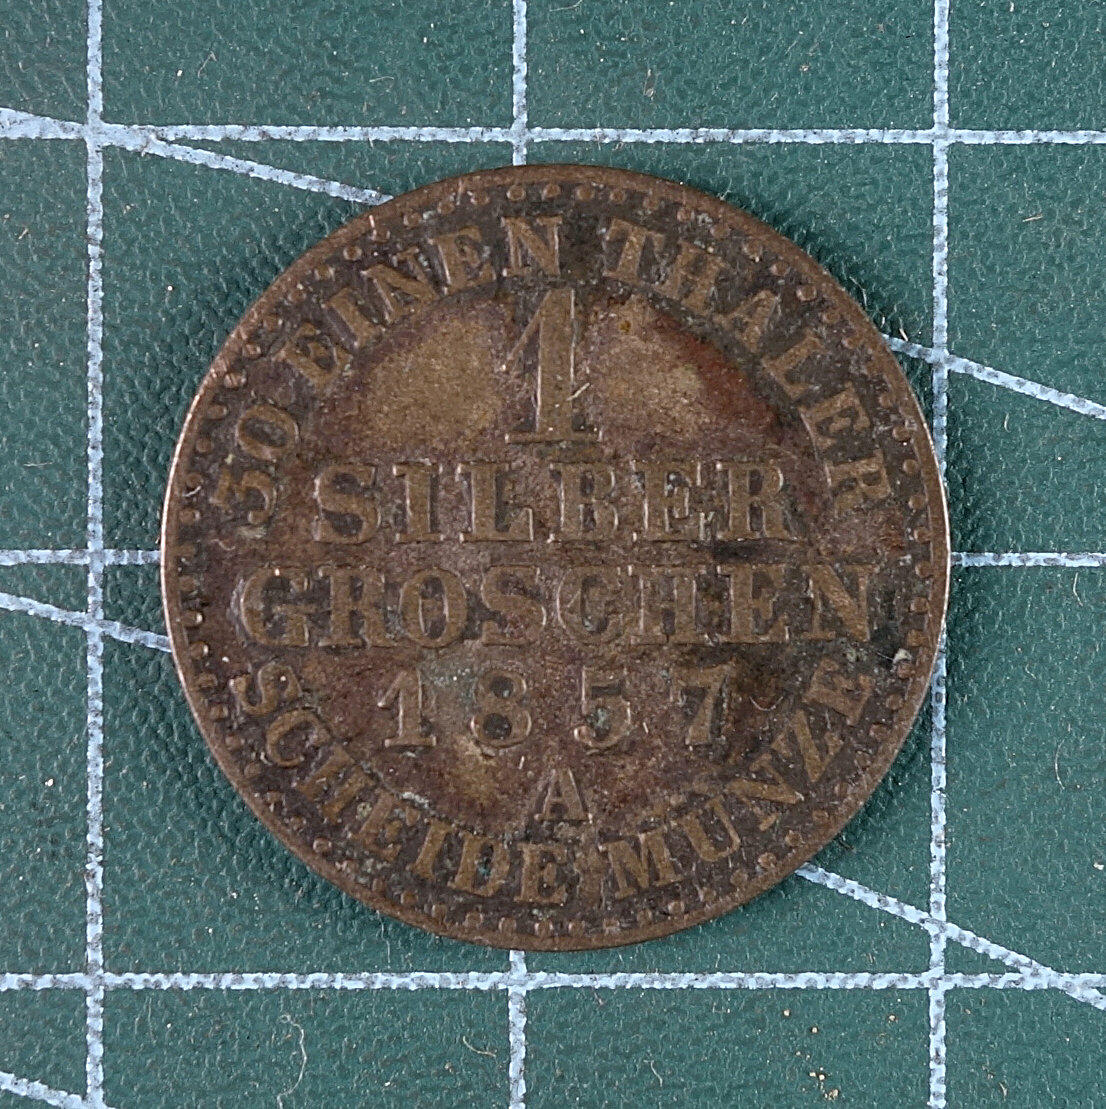 30 EINEN THALER
1
SILBER
GROSCHEN
1857
A
SCHEIDE MÜNZE